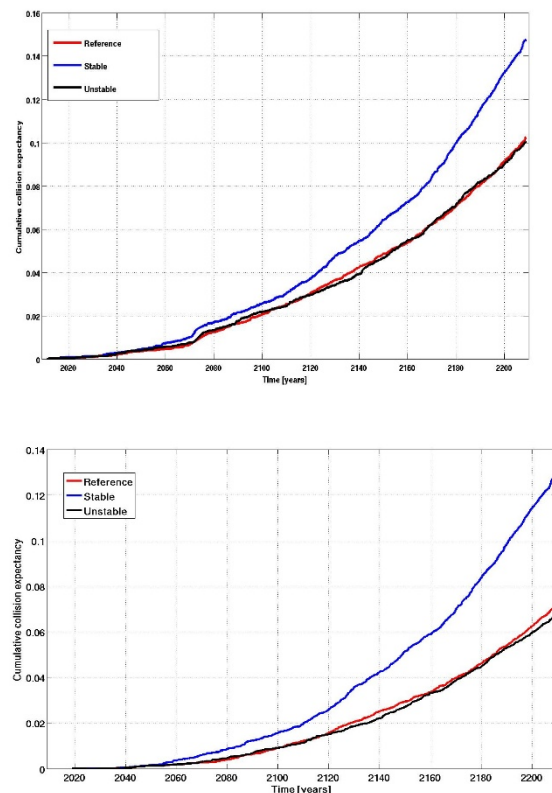 0.16
Reference
Stable
Unstable
0.14
0.12
0.1
0.08
0.06
0.04
0.02
0
Cumulative collision expectancy
2020 2040 2060 2080 2100 2120 2140 2160 2180 2200
Time [years]
0.14
Reference
Stable
Unstable
0.12
0.1
0.08
0.06
0.04
0.02
0
Cumulative collision expectancy
2020 2040 2060 2080 2100 2120 2140 2160 2180 2200
Time [years]